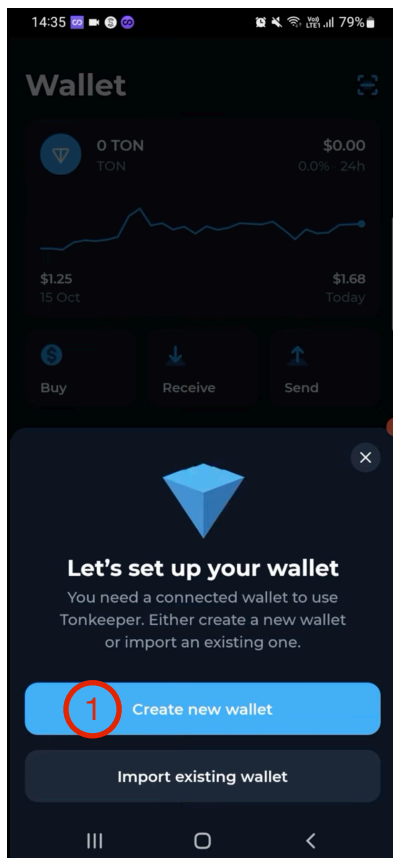 14:35 79%
Wallet
0 TON $0.00
TON 0.0% · 24h
$1.25 $1.68
15 Oct Today
Buy Receive Send
Let's set up your wallet
You need a connected wallet to use
Tonkeeper. Either create a new wallet
or import an existing one.
1 Create new wallet
Import existing wallet